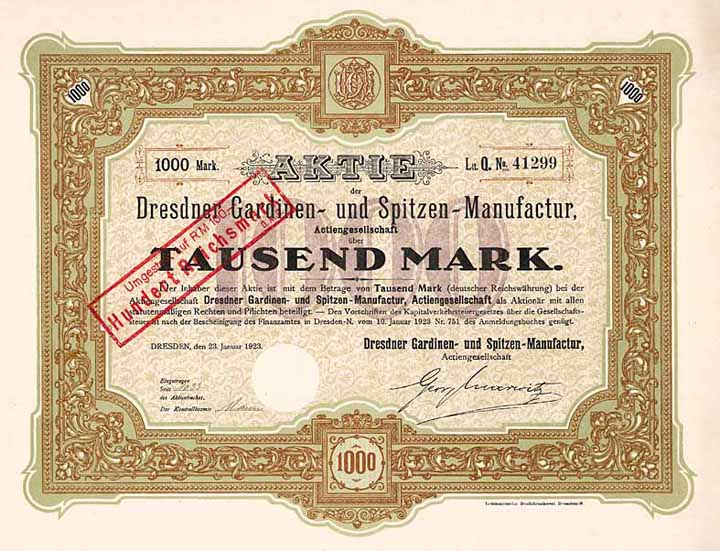 1000
1000
1000 Mark.
AKTIE
Lit. Q. No. 41299
der
Dresdner Gardinen- und Spitzen-Manufactur,
Actiengesellschaft
über
TAUSEND MARK.
Umgestellt auf RM 100.-
Hundert Reichsmark.
Der Inhaber dieser Aktie ist mit dem Betrage von Tausend Mark (deutscher Reichswährung) bei der
Aktiengesellschaft Dresdner Gardinen- und Spitzen-Manufactur, Actiengesellschaft als Aktionär mit allen
statutenmäßigen Rechten und Pflichten beteiligt. — Den Vorschriften des Kapitalverkehrsteuergesetzes über die Gesellschafts-
steuer ist nach der Bescheinigung des Finanzamtes in Dresden-N. vom 10. Januar 1923 Nr. 751 des Anmeldungsbuches genügt.
DRESDEN, den 23. Januar 1923.
Dresdner Gardinen- und Spitzen-Manufactur,
Actiengesellschaft
Eingetragen
Seite
des Aktienbuches.
Der Kontrollbeamte:
1000